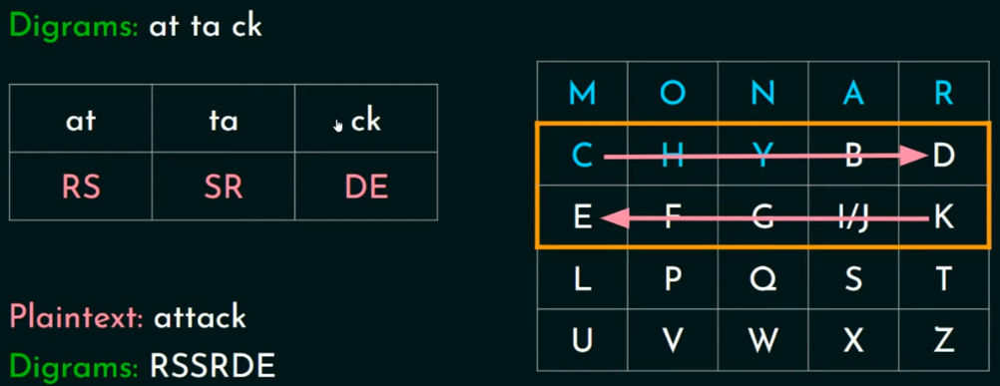 Digrams: at ta ck
at ta ck
RS SR DE
Plaintext: attack
Digrams: RSSRDE
M O N A R
C H Y B D
E F G I/J K
L P Q S T
U V W X Z